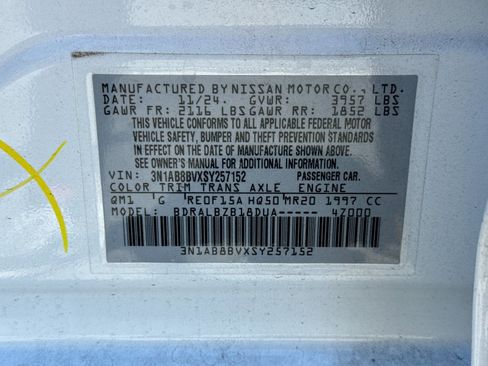 MANUFACTURED BY NISSAN MOTOR CO., LTD.
DATE: 11/24. GVWR: 3957 LBS
GAWR FR: 2116 LBS GAWR RR: 1852 LBS
THIS VEHICLE CONFORMS TO ALL APPLICABLE FEDERAL MOTOR
VEHICLE SAFETY, BUMPER AND THEFT PREVENTION STANDARDS
IN EFFECT ON THE DATE OF MANUFACTURE SHOWN ABOVE.
SEE OWNER'S MANUAL FOR ADDITIONAL INFORMATION.
VIN: 3N1AB8BVXSY257152 PASSENGER CAR.
COLOR TRIM TRANS AXLE ENGINE
QM1 G RE0F15A HQ50 MR20 1997 CC
MODEL: BDRALBZB18DUA----- 4Z000
3N1AB8BVXSY257152